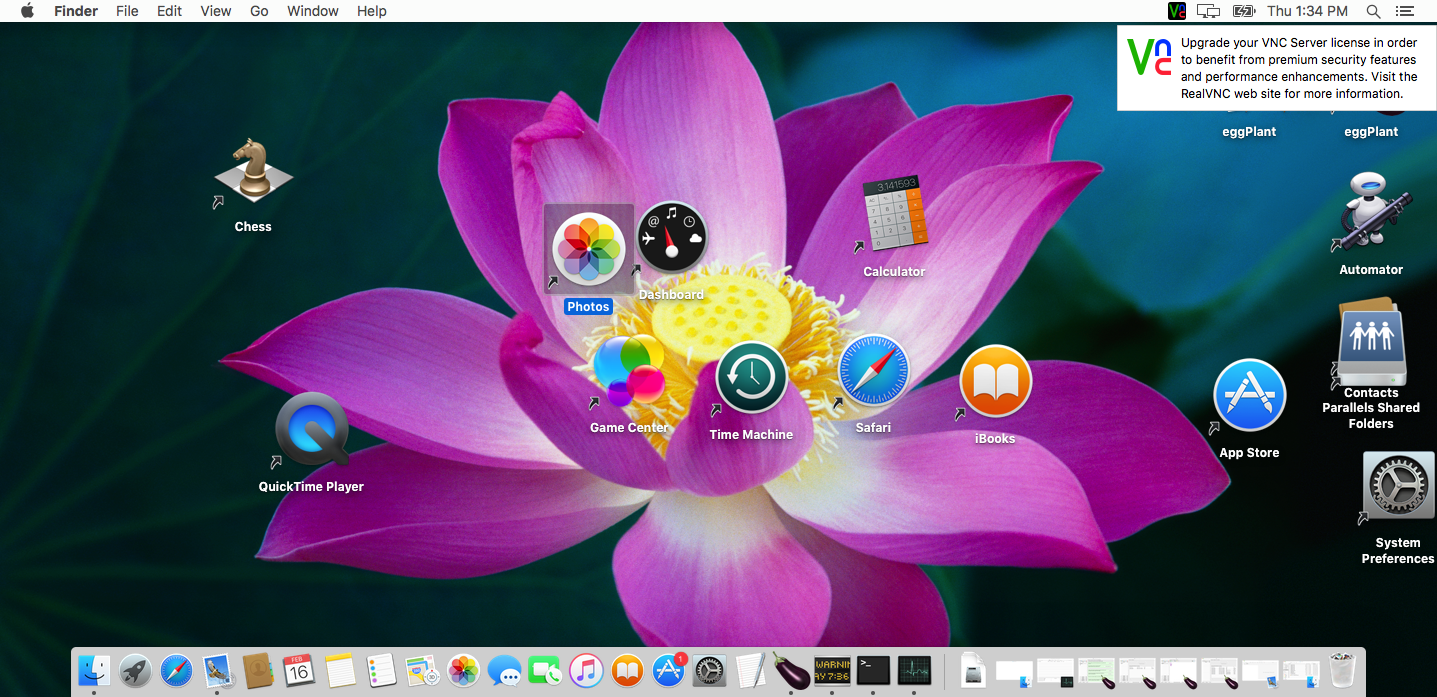 Finder File Edit View Go Window Help
Thu 1:34 PM
Upgrade your VNC Server license in order
to benefit from premium security features
and performance enhancements. Visit the
RealVNC web site for more information.
eggPlant
eggPlant
Chess
3,141593
Calculator
Automator
Photos
Dashboard
Game Center
Time Machine
Safari
iBooks
Contacts
Parallels Shared
Folders
App Store
QuickTime Player
System
Preferences
FEB
16
1
WARNIN
AY 7:36